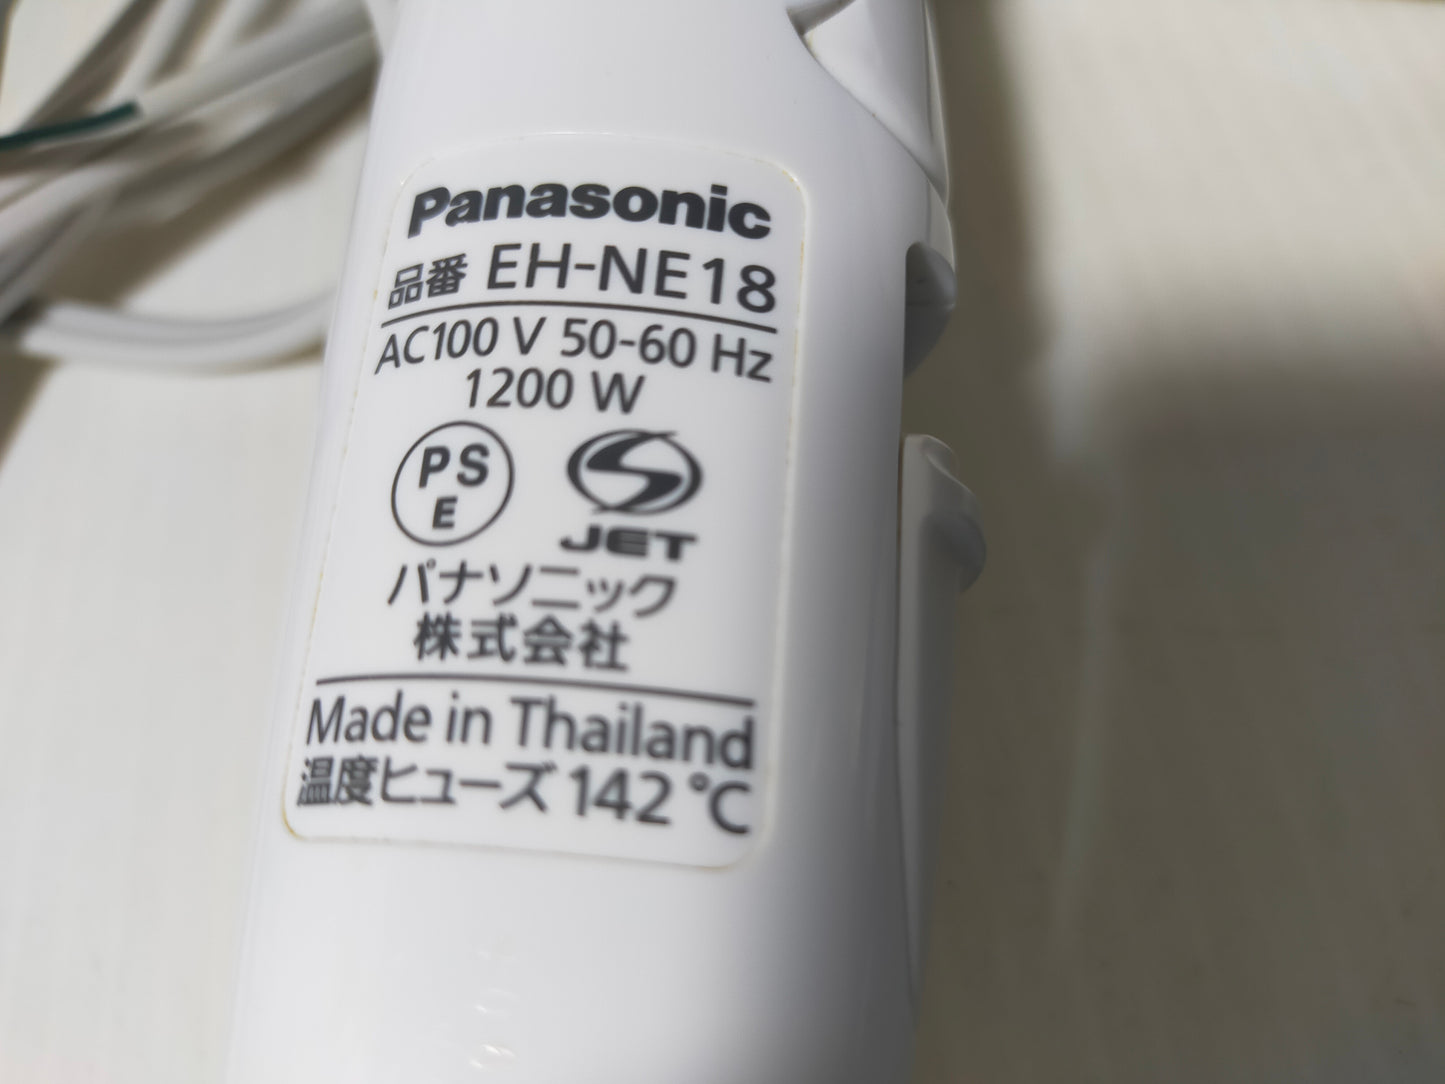 Panasonic
品番 EH-NE18
AC100 V 50-60 Hz
1200 W
PS
E
JET
パナソニック
株式会社
Made in Thailand
温度ヒューズ 142 ℃